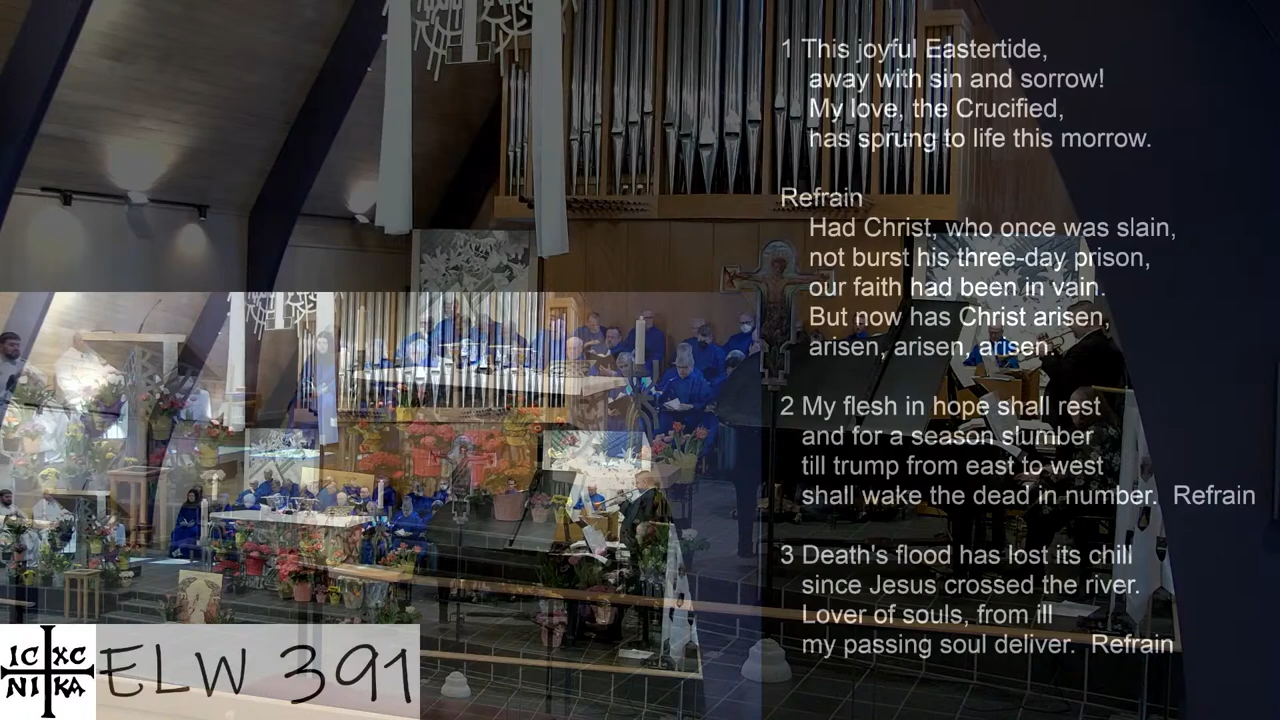 1 This joyful Eastertide,
away with sin and sorrow!
My love, the Crucified,
has sprung to life this morrow.
Refrain
Had Christ, who once was slain,
not burst his three-day prison,
our faith had been in vain.
But now has Christ arisen,
arisen, arisen, arisen.
2 My flesh in hope shall rest
and for a season slumber
till trump from east to west
shall wake the dead in number. Refrain
3 Death's flood has lost its chill
since Jesus crossed the river.
Lover of souls, from ill
my passing soul deliver. Refrain
IC XC
NI KA
ELW 391